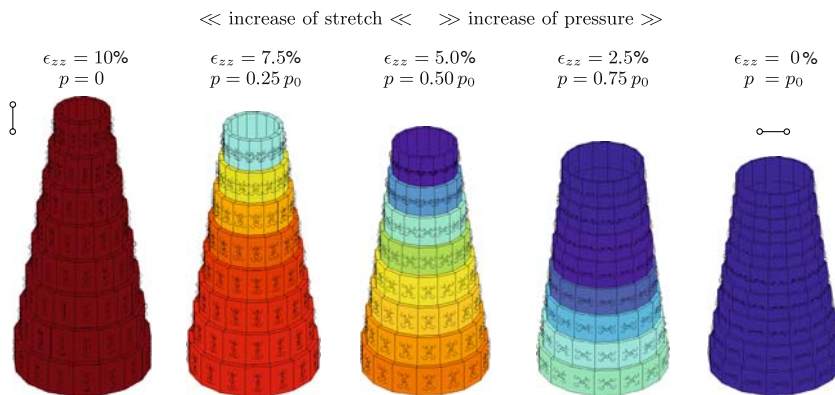 ≪ increase of stretch ≪ ≫ increase of pressure ≫
ϵzz = 10% ϵzz = 7.5% ϵzz = 5.0% ϵzz = 2.5% ϵzz = 0%
p = 0 p = 0.25 p0 p = 0.50 p0 p = 0.75 p0 p = p0